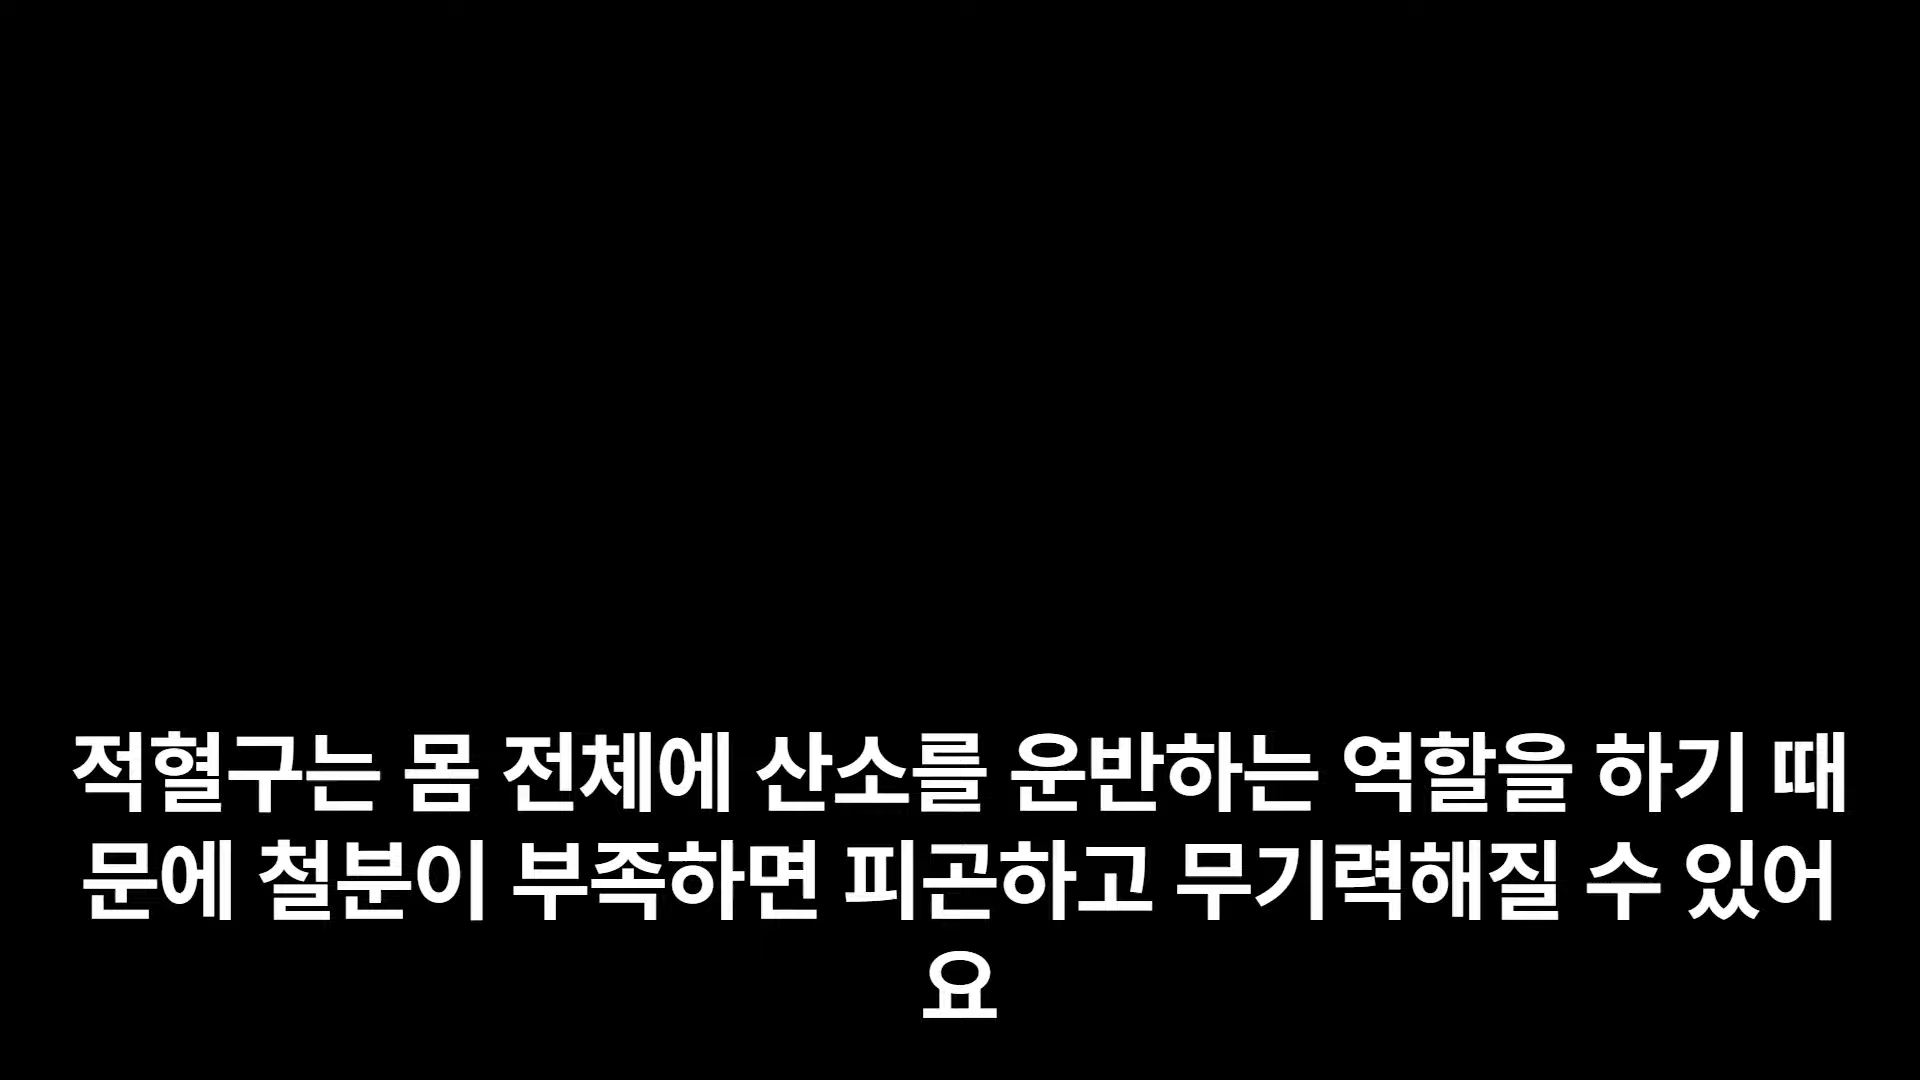 적혈구는 몸 전체에 산소를 운반하는 역할을 하기 때
문에 철분이 부족하면 피곤하고 무기력해질 수 있어
요